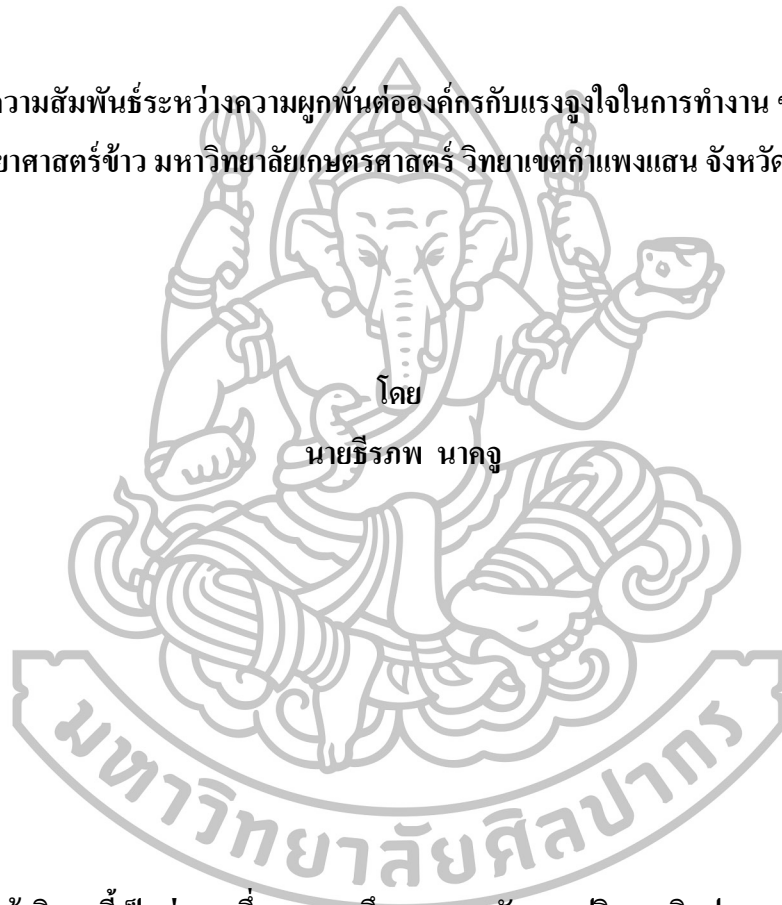 ความสัมพันธ์ระหว่างความผูกพันต่อองค์กรกับแรงจูงใจในการทำงาน
ยาศาสตร์ข้าว มหาวิทยาลัยเกษตรศาสตร์ วิทยาเขตกำแพงแสน จังหวัด
โดย
นายธีรภพ นาคจู
มหาวิทยาลัยศิลปากร